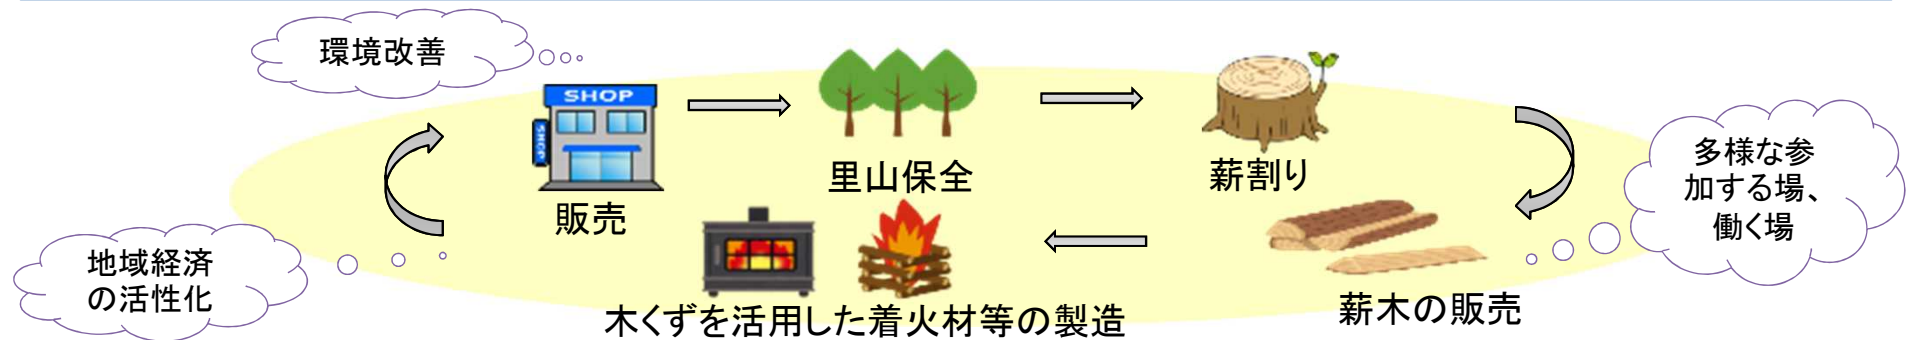 環境改善
SHOP
SHOP
販売
里山保全
薪割り
多様な参
加する場、
働く場
薪木の販売
木くずを活用した着火材等の製造
地域経済
の活性化